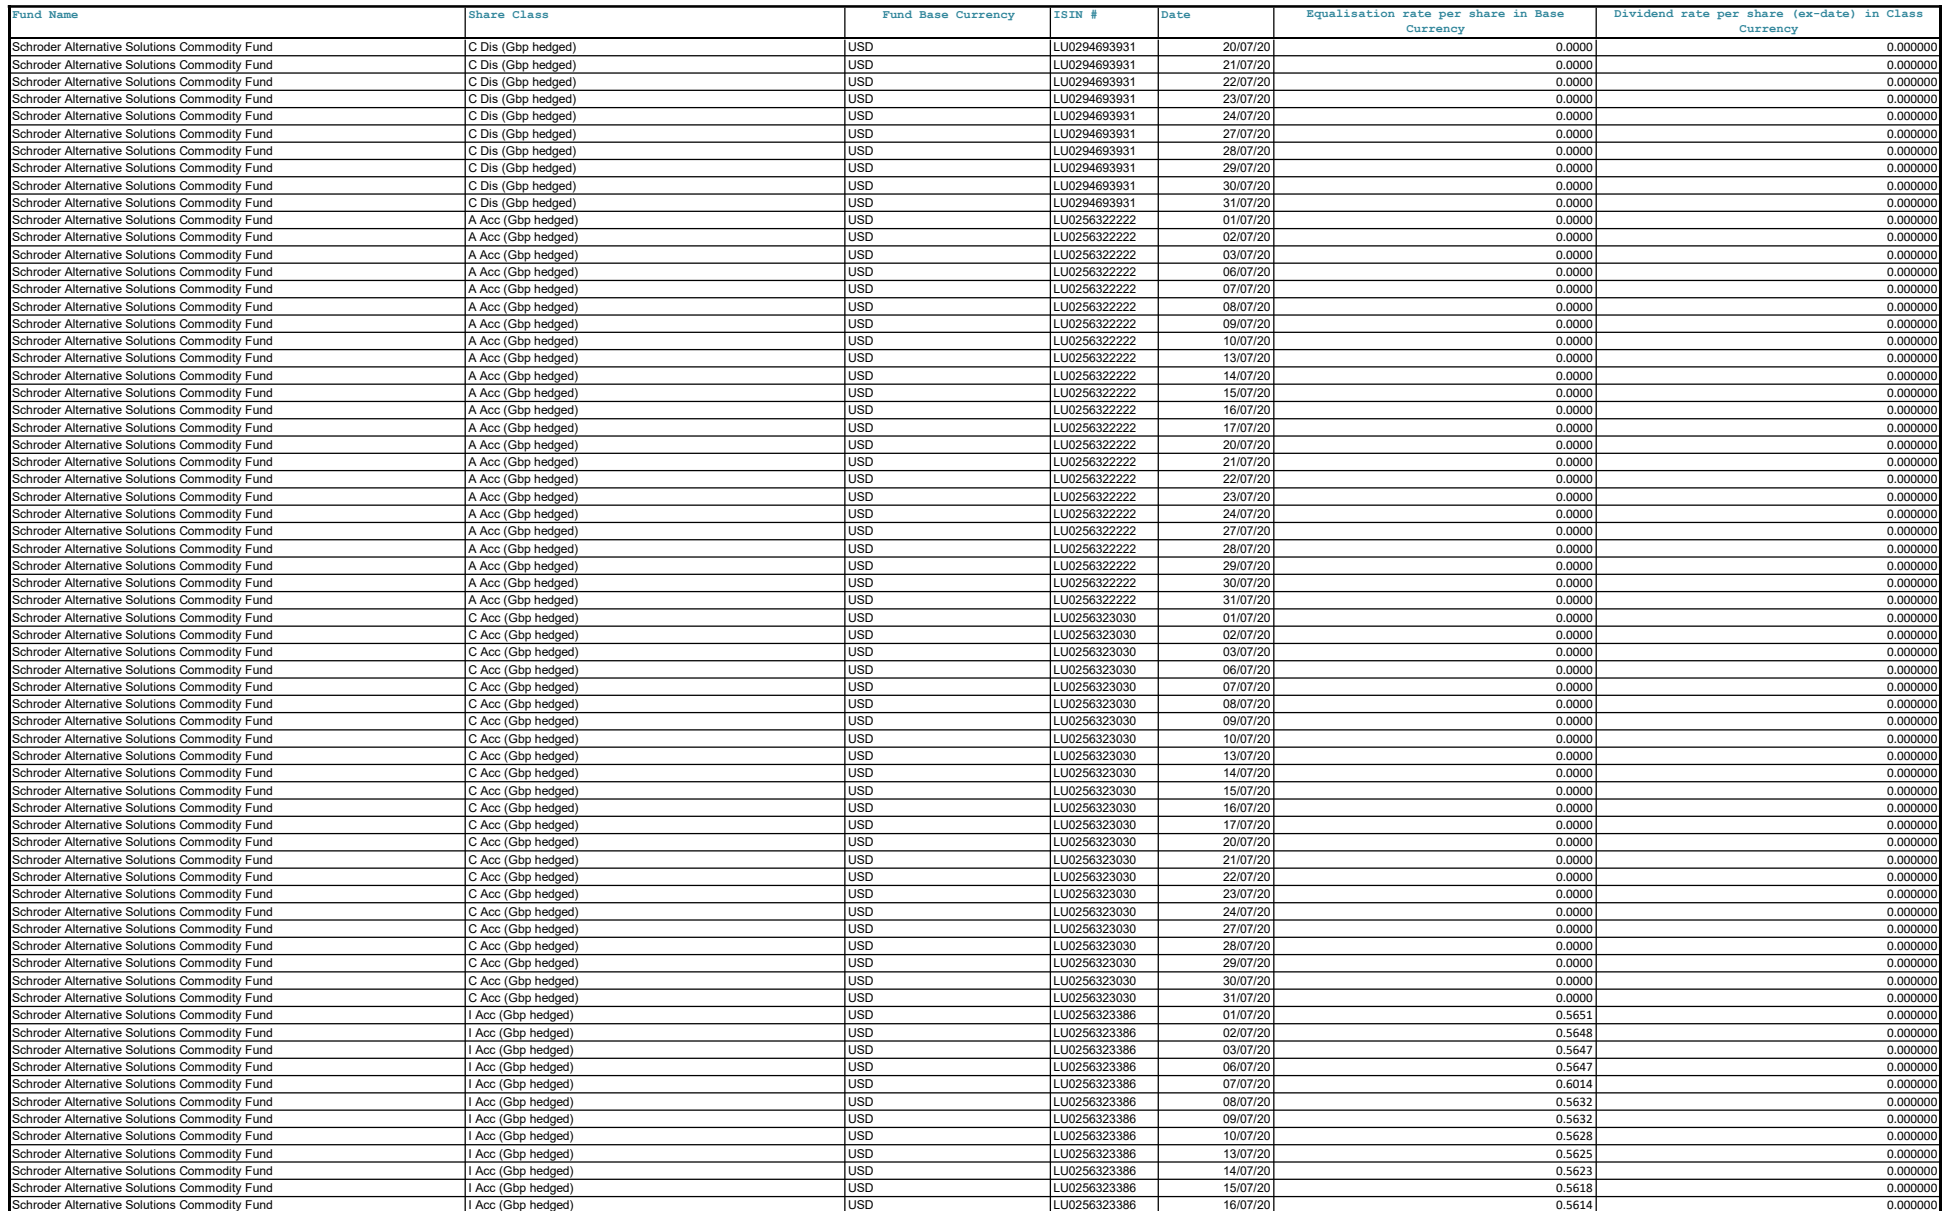 Fund Name Share Class Fund Base Currency ISIN # Date Equalisation rate per share in Base Currency Dividend rate per share (ex-date) in Class Currency
Schroder Alternative Solutions Commodity Fund C Dis (Gbp hedged) USD LU0294693931 20/07/20 0.0000 0.000000
Schroder Alternative Solutions Commodity Fund C Dis (Gbp hedged) USD LU0294693931 21/07/20 0.0000 0.000000
Schroder Alternative Solutions Commodity Fund C Dis (Gbp hedged) USD LU0294693931 22/07/20 0.0000 0.000000
Schroder Alternative Solutions Commodity Fund C Dis (Gbp hedged) USD LU0294693931 23/07/20 0.0000 0.000000
Schroder Alternative Solutions Commodity Fund C Dis (Gbp hedged) USD LU0294693931 24/07/20 0.0000 0.000000
Schroder Alternative Solutions Commodity Fund C Dis (Gbp hedged) USD LU0294693931 27/07/20 0.0000 0.000000
Schroder Alternative Solutions Commodity Fund C Dis (Gbp hedged) USD LU0294693931 28/07/20 0.0000 0.000000
Schroder Alternative Solutions Commodity Fund C Dis (Gbp hedged) USD LU0294693931 29/07/20 0.0000 0.000000
Schroder Alternative Solutions Commodity Fund C Dis (Gbp hedged) USD LU0294693931 30/07/20 0.0000 0.000000
Schroder Alternative Solutions Commodity Fund C Dis (Gbp hedged) USD LU0294693931 31/07/20 0.0000 0.000000
Schroder Alternative Solutions Commodity Fund A Acc (Gbp hedged) USD LU0256322222 01/07/20 0.0000 0.000000
Schroder Alternative Solutions Commodity Fund A Acc (Gbp hedged) USD LU0256322222 02/07/20 0.0000 0.000000
Schroder Alternative Solutions Commodity Fund A Acc (Gbp hedged) USD LU0256322222 03/07/20 0.0000 0.000000
Schroder Alternative Solutions Commodity Fund A Acc (Gbp hedged) USD LU0256322222 06/07/20 0.0000 0.000000
Schroder Alternative Solutions Commodity Fund A Acc (Gbp hedged) USD LU0256322222 07/07/20 0.0000 0.000000
Schroder Alternative Solutions Commodity Fund A Acc (Gbp hedged) USD LU0256322222 08/07/20 0.0000 0.000000
Schroder Alternative Solutions Commodity Fund A Acc (Gbp hedged) USD LU0256322222 09/07/20 0.0000 0.000000
Schroder Alternative Solutions Commodity Fund A Acc (Gbp hedged) USD LU0256322222 10/07/20 0.0000 0.000000
Schroder Alternative Solutions Commodity Fund A Acc (Gbp hedged) USD LU0256322222 13/07/20 0.0000 0.000000
Schroder Alternative Solutions Commodity Fund A Acc (Gbp hedged) USD LU0256322222 14/07/20 0.0000 0.000000
Schroder Alternative Solutions Commodity Fund A Acc (Gbp hedged) USD LU0256322222 15/07/20 0.0000 0.000000
Schroder Alternative Solutions Commodity Fund A Acc (Gbp hedged) USD LU0256322222 16/07/20 0.0000 0.000000
Schroder Alternative Solutions Commodity Fund A Acc (Gbp hedged) USD LU0256322222 17/07/20 0.0000 0.000000
Schroder Alternative Solutions Commodity Fund A Acc (Gbp hedged) USD LU0256322222 20/07/20 0.0000 0.000000
Schroder Alternative Solutions Commodity Fund A Acc (Gbp hedged) USD LU0256322222 21/07/20 0.0000 0.000000
Schroder Alternative Solutions Commodity Fund A Acc (Gbp hedged) USD LU0256322222 22/07/20 0.0000 0.000000
Schroder Alternative Solutions Commodity Fund A Acc (Gbp hedged) USD LU0256322222 23/07/20 0.0000 0.000000
Schroder Alternative Solutions Commodity Fund A Acc (Gbp hedged) USD LU0256322222 24/07/20 0.0000 0.000000
Schroder Alternative Solutions Commodity Fund A Acc (Gbp hedged) USD LU0256322222 27/07/20 0.0000 0.000000
Schroder Alternative Solutions Commodity Fund A Acc (Gbp hedged) USD LU0256322222 28/07/20 0.0000 0.000000
Schroder Alternative Solutions Commodity Fund A Acc (Gbp hedged) USD LU0256322222 29/07/20 0.0000 0.000000
Schroder Alternative Solutions Commodity Fund A Acc (Gbp hedged) USD LU0256322222 30/07/20 0.0000 0.000000
Schroder Alternative Solutions Commodity Fund A Acc (Gbp hedged) USD LU0256322222 31/07/20 0.0000 0.000000
Schroder Alternative Solutions Commodity Fund C Acc (Gbp hedged) USD LU0256323030 01/07/20 0.0000 0.000000
Schroder Alternative Solutions Commodity Fund C Acc (Gbp hedged) USD LU0256323030 02/07/20 0.0000 0.000000
Schroder Alternative Solutions Commodity Fund C Acc (Gbp hedged) USD LU0256323030 03/07/20 0.0000 0.000000
Schroder Alternative Solutions Commodity Fund C Acc (Gbp hedged) USD LU0256323030 06/07/20 0.0000 0.000000
Schroder Alternative Solutions Commodity Fund C Acc (Gbp hedged) USD LU0256323030 07/07/20 0.0000 0.000000
Schroder Alternative Solutions Commodity Fund C Acc (Gbp hedged) USD LU0256323030 08/07/20 0.0000 0.000000
Schroder Alternative Solutions Commodity Fund C Acc (Gbp hedged) USD LU0256323030 09/07/20 0.0000 0.000000
Schroder Alternative Solutions Commodity Fund C Acc (Gbp hedged) USD LU0256323030 10/07/20 0.0000 0.000000
Schroder Alternative Solutions Commodity Fund C Acc (Gbp hedged) USD LU0256323030 13/07/20 0.0000 0.000000
Schroder Alternative Solutions Commodity Fund C Acc (Gbp hedged) USD LU0256323030 14/07/20 0.0000 0.000000
Schroder Alternative Solutions Commodity Fund C Acc (Gbp hedged) USD LU0256323030 15/07/20 0.0000 0.000000
Schroder Alternative Solutions Commodity Fund C Acc (Gbp hedged) USD LU0256323030 16/07/20 0.0000 0.000000
Schroder Alternative Solutions Commodity Fund C Acc (Gbp hedged) USD LU0256323030 17/07/20 0.0000 0.000000
Schroder Alternative Solutions Commodity Fund C Acc (Gbp hedged) USD LU0256323030 20/07/20 0.0000 0.000000
Schroder Alternative Solutions Commodity Fund C Acc (Gbp hedged) USD LU0256323030 21/07/20 0.0000 0.000000
Schroder Alternative Solutions Commodity Fund C Acc (Gbp hedged) USD LU0256323030 22/07/20 0.0000 0.000000
Schroder Alternative Solutions Commodity Fund C Acc (Gbp hedged) USD LU0256323030 23/07/20 0.0000 0.000000
Schroder Alternative Solutions Commodity Fund C Acc (Gbp hedged) USD LU0256323030 24/07/20 0.0000 0.000000
Schroder Alternative Solutions Commodity Fund C Acc (Gbp hedged) USD LU0256323030 27/07/20 0.0000 0.000000
Schroder Alternative Solutions Commodity Fund C Acc (Gbp hedged) USD LU0256323030 28/07/20 0.0000 0.000000
Schroder Alternative Solutions Commodity Fund C Acc (Gbp hedged) USD LU0256323030 29/07/20 0.0000 0.000000
Schroder Alternative Solutions Commodity Fund C Acc (Gbp hedged) USD LU0256323030 30/07/20 0.0000 0.000000
Schroder Alternative Solutions Commodity Fund C Acc (Gbp hedged) USD LU0256323030 31/07/20 0.0000 0.000000
Schroder Alternative Solutions Commodity Fund I Acc (Gbp hedged) USD LU0256323386 01/07/20 0.5651 0.000000
Schroder Alternative Solutions Commodity Fund I Acc (Gbp hedged) USD LU0256323386 02/07/20 0.5648 0.000000
Schroder Alternative Solutions Commodity Fund I Acc (Gbp hedged) USD LU0256323386 03/07/20 0.5647 0.000000
Schroder Alternative Solutions Commodity Fund I Acc (Gbp hedged) USD LU0256323386 06/07/20 0.5647 0.000000
Schroder Alternative Solutions Commodity Fund I Acc (Gbp hedged) USD LU0256323386 07/07/20 0.6014 0.000000
Schroder Alternative Solutions Commodity Fund I Acc (Gbp hedged) USD LU0256323386 08/07/20 0.5632 0.000000
Schroder Alternative Solutions Commodity Fund I Acc (Gbp hedged) USD LU0256323386 09/07/20 0.5632 0.000000
Schroder Alternative Solutions Commodity Fund I Acc (Gbp hedged) USD LU0256323386 10/07/20 0.5628 0.000000
Schroder Alternative Solutions Commodity Fund I Acc (Gbp hedged) USD LU0256323386 13/07/20 0.5625 0.000000
Schroder Alternative Solutions Commodity Fund I Acc (Gbp hedged) USD LU0256323386 14/07/20 0.5623 0.000000
Schroder Alternative Solutions Commodity Fund I Acc (Gbp hedged) USD LU0256323386 15/07/20 0.5618 0.000000
Schroder Alternative Solutions Commodity Fund I Acc (Gbp hedged) USD LU0256323386 16/07/20 0.5614 0.000000